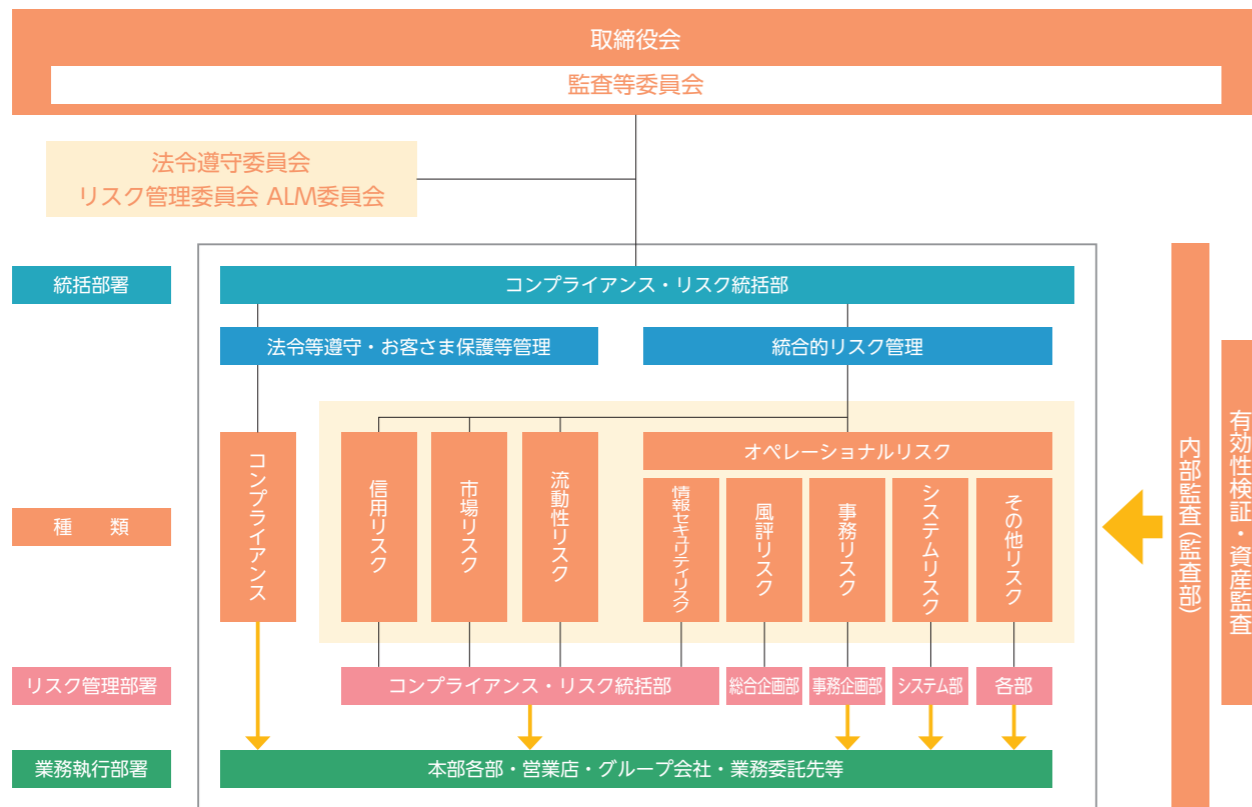 取締役会
監査等委員会
法令遵守委員会
リスク管理委員会 ALM委員会
統括部署
コンプライアンス・リスク統括部
法令等遵守・お客さま保護等管理
統合的リスク管理
種　類
コンプライアンス
信用リスク
市場リスク
流動性リスク
オペレーショナルリスク
情報セキュリティリスク
風評リスク
事務リスク
システムリスク
その他リスク
リスク管理部署
コンプライアンス・リスク統括部
総合企画部
事務企画部
システム部
各部
業務執行部署
本部各部・営業店・グループ会社・業務委託先等
内部監査(監査部)
有効性検証・資産監査